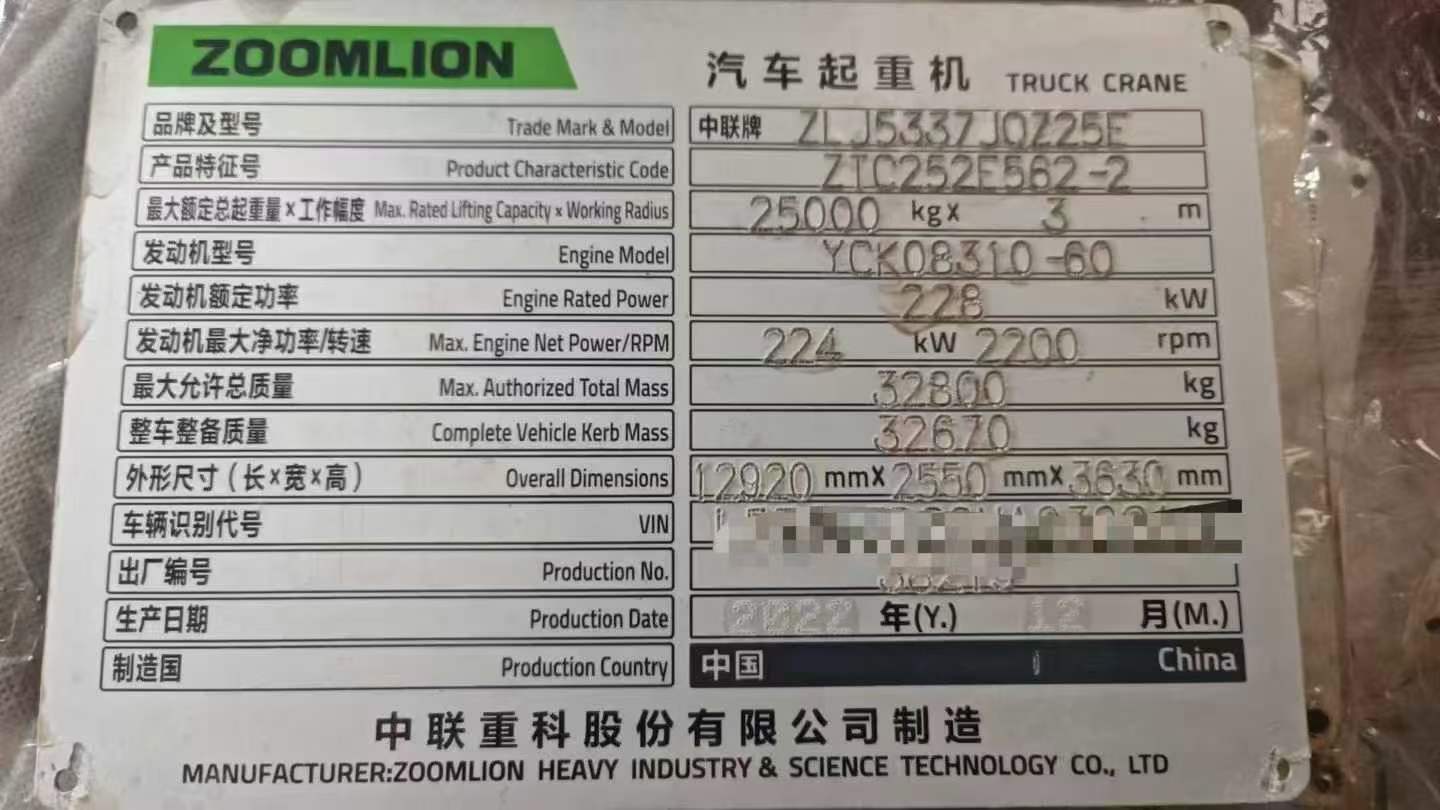 ZOOMLION
汽车起重机 TRUCK CRANE
品牌及型号 Trade Mark & Model 中联牌 ZLJ5337JQZ25E
产品特征号 Product Characteristic Code ZTC252E562-2
最大额定总起重量×工作幅度 Max. Rated Lifting Capacity × Working Radius 25000 kg x 3 m
发动机型号 Engine Model YCK08310-60
发动机额定功率 Engine Rated Power 228 kW
发动机最大净功率/转速 Max. Engine Net Power/RPM 224 kW 2200 rpm
最大允许总质量 Max. Authorized Total Mass 32800 kg
整车整备质量 Complete Vehicle Kerb Mass 32670 kg
外形尺寸(长×宽×高) Overall Dimensions 12920 mmX 2550 mmX 3630 mm
车辆识别代号 VIN
出厂编号 Production No.
生产日期 Production Date 2022 年(Y.) 12 月(M.)
制造国 Production Country 中国 China
中联重科股份有限公司制造
MANUFACTURER:ZOOMLION HEAVY INDUSTRY & SCIENCE TECHNOLOGY CO., LTD